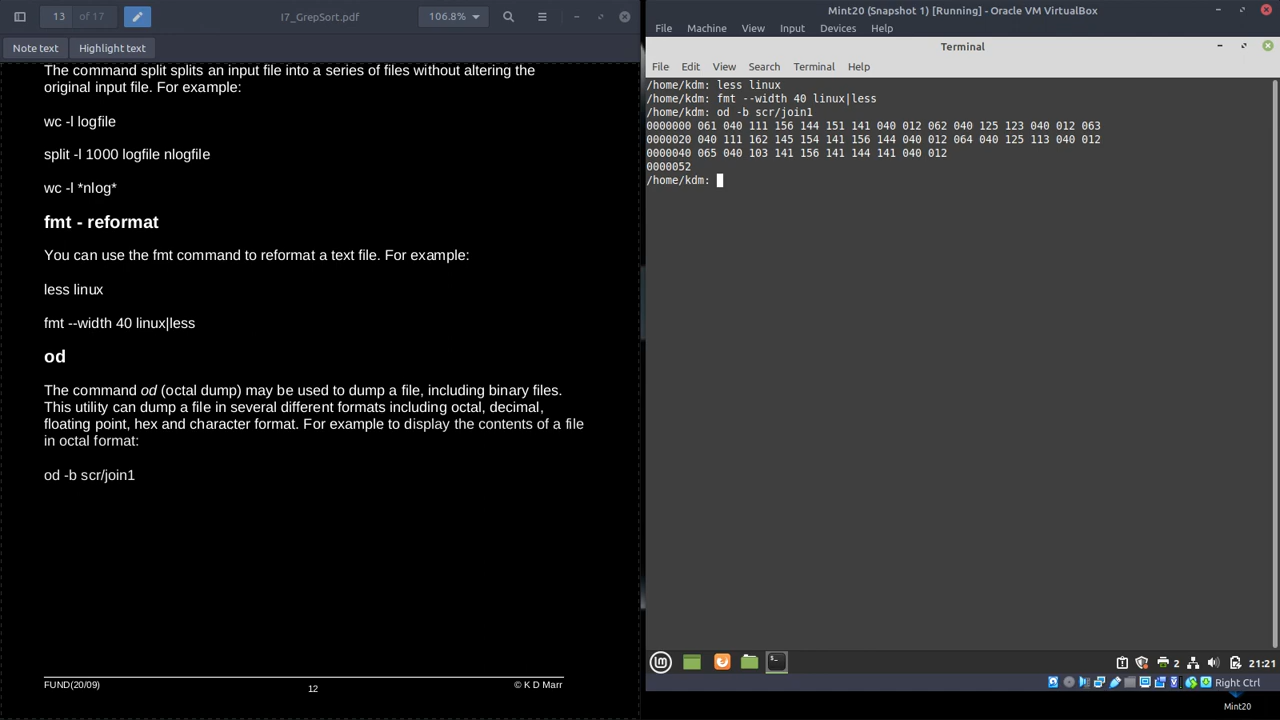 13 of 17
I7_GrepSort.pdf
106.8%
Note text
Highlight text
The command split splits an input file into a series of files without altering the
original input file. For example:
wc -l logfile
split -l 1000 logfile nlogfile
wc -l *nlog*
fmt - reformat
You can use the fmt command to reformat a text file. For example:
less linux
fmt --width 40 linux|less
od
The command od (octal dump) may be used to dump a file, including binary files.
This utility can dump a file in several different formats including octal, decimal,
floating point, hex and character format. For example to display the contents of a file
in octal format:
od -b scr/join1
FUND(20/09) 12 © K D Marr
Mint20 (Snapshot 1) [Running] - Oracle VM VirtualBox
File Machine View Input Devices Help
Terminal
File Edit View Search Terminal Help
/home/kdm: less linux
/home/kdm: fmt --width 40 linux|less
/home/kdm: od -b scr/join1
0000000 061 040 111 156 144 151 141 040 012 062 040 125 123 040 012 063
0000020 040 111 162 145 154 141 156 144 040 012 064 040 125 113 040 012
0000040 065 040 103 141 156 141 144 141 040 012
0000052
/home/kdm:
2 21:21
Right Ctrl
Mint20